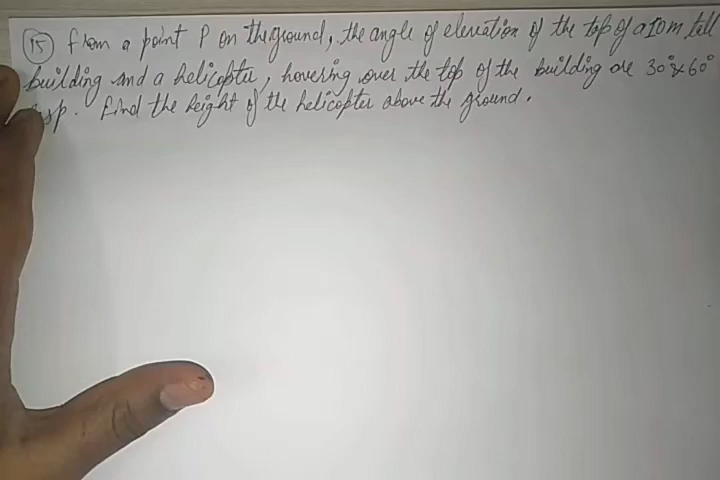 (15) From a point P on the ground, the angle of elevation of the top of a 10m tall
building and a helicopter, hovering over the top of the building are 30° & 60°
resp. Find the height of the helicopter above the ground.